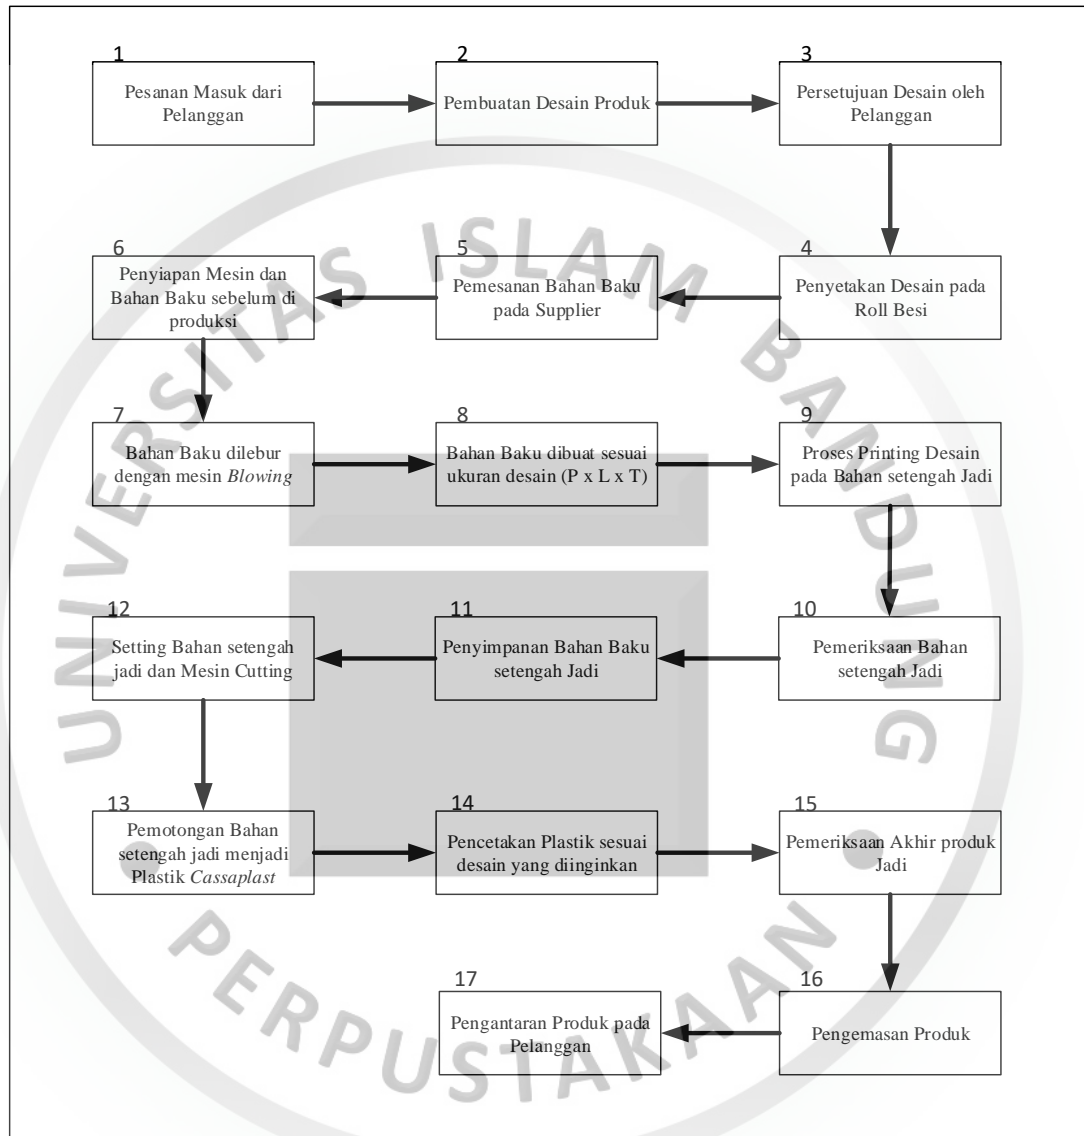 1
Pesanan Masuk dari
Pelanggan
2
Pembuatan Desain Produk
3
Persetujuan Desain oleh
Pelanggan
4
Penyetakan Desain pada
Roll Besi
5
Pemesanan Bahan Baku
pada Supplier
6
Penyiapan Mesin dan
Bahan Baku sebelum di
produksi
7
Bahan Baku dilebur
dengan mesin Blowing
8
Bahan Baku dibuat sesuai
ukuran desain (P x L x T)
9
Proses Printing Desain
pada Bahan setengah Jadi
10
Pemeriksaan Bahan
setengah Jadi
11
Penyimpanan Bahan Baku
setengah Jadi
12
Setting Bahan setengah
jadi dan Mesin Cutting
13
Pemotongan Bahan
setengah jadi menjadi
Plastik Cassaplast
14
Pencetakan Plastik sesuai
desain yang diinginkan
15
Pemeriksaan Akhir produk
Jadi
16
Pengemasan Produk
17
Pengantaran Produk pada
Pelanggan
UNIVERSITAS ISLAM BANDUNG
PERPUSTAKAAN